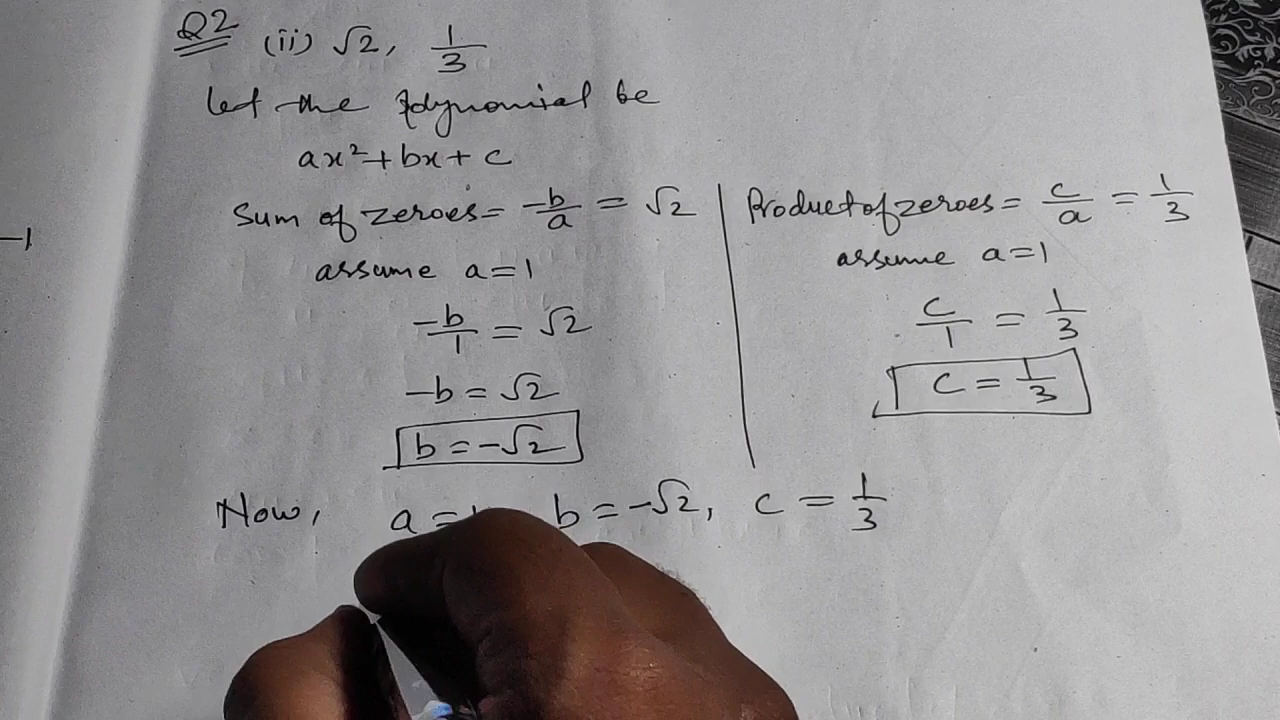 Q2 (ii) √2, 1/3
Let the polynomial be
ax²+bx+c
Sum of zeroes = -b/a = √2
assume a=1
-b/1 = √2
-b = √2
b = -√2
Product of zeroes = c/a = 1/3
assume a=1
c/1 = 1/3
c = 1/3
Now, a = b = -√2, c = 1/3
-1